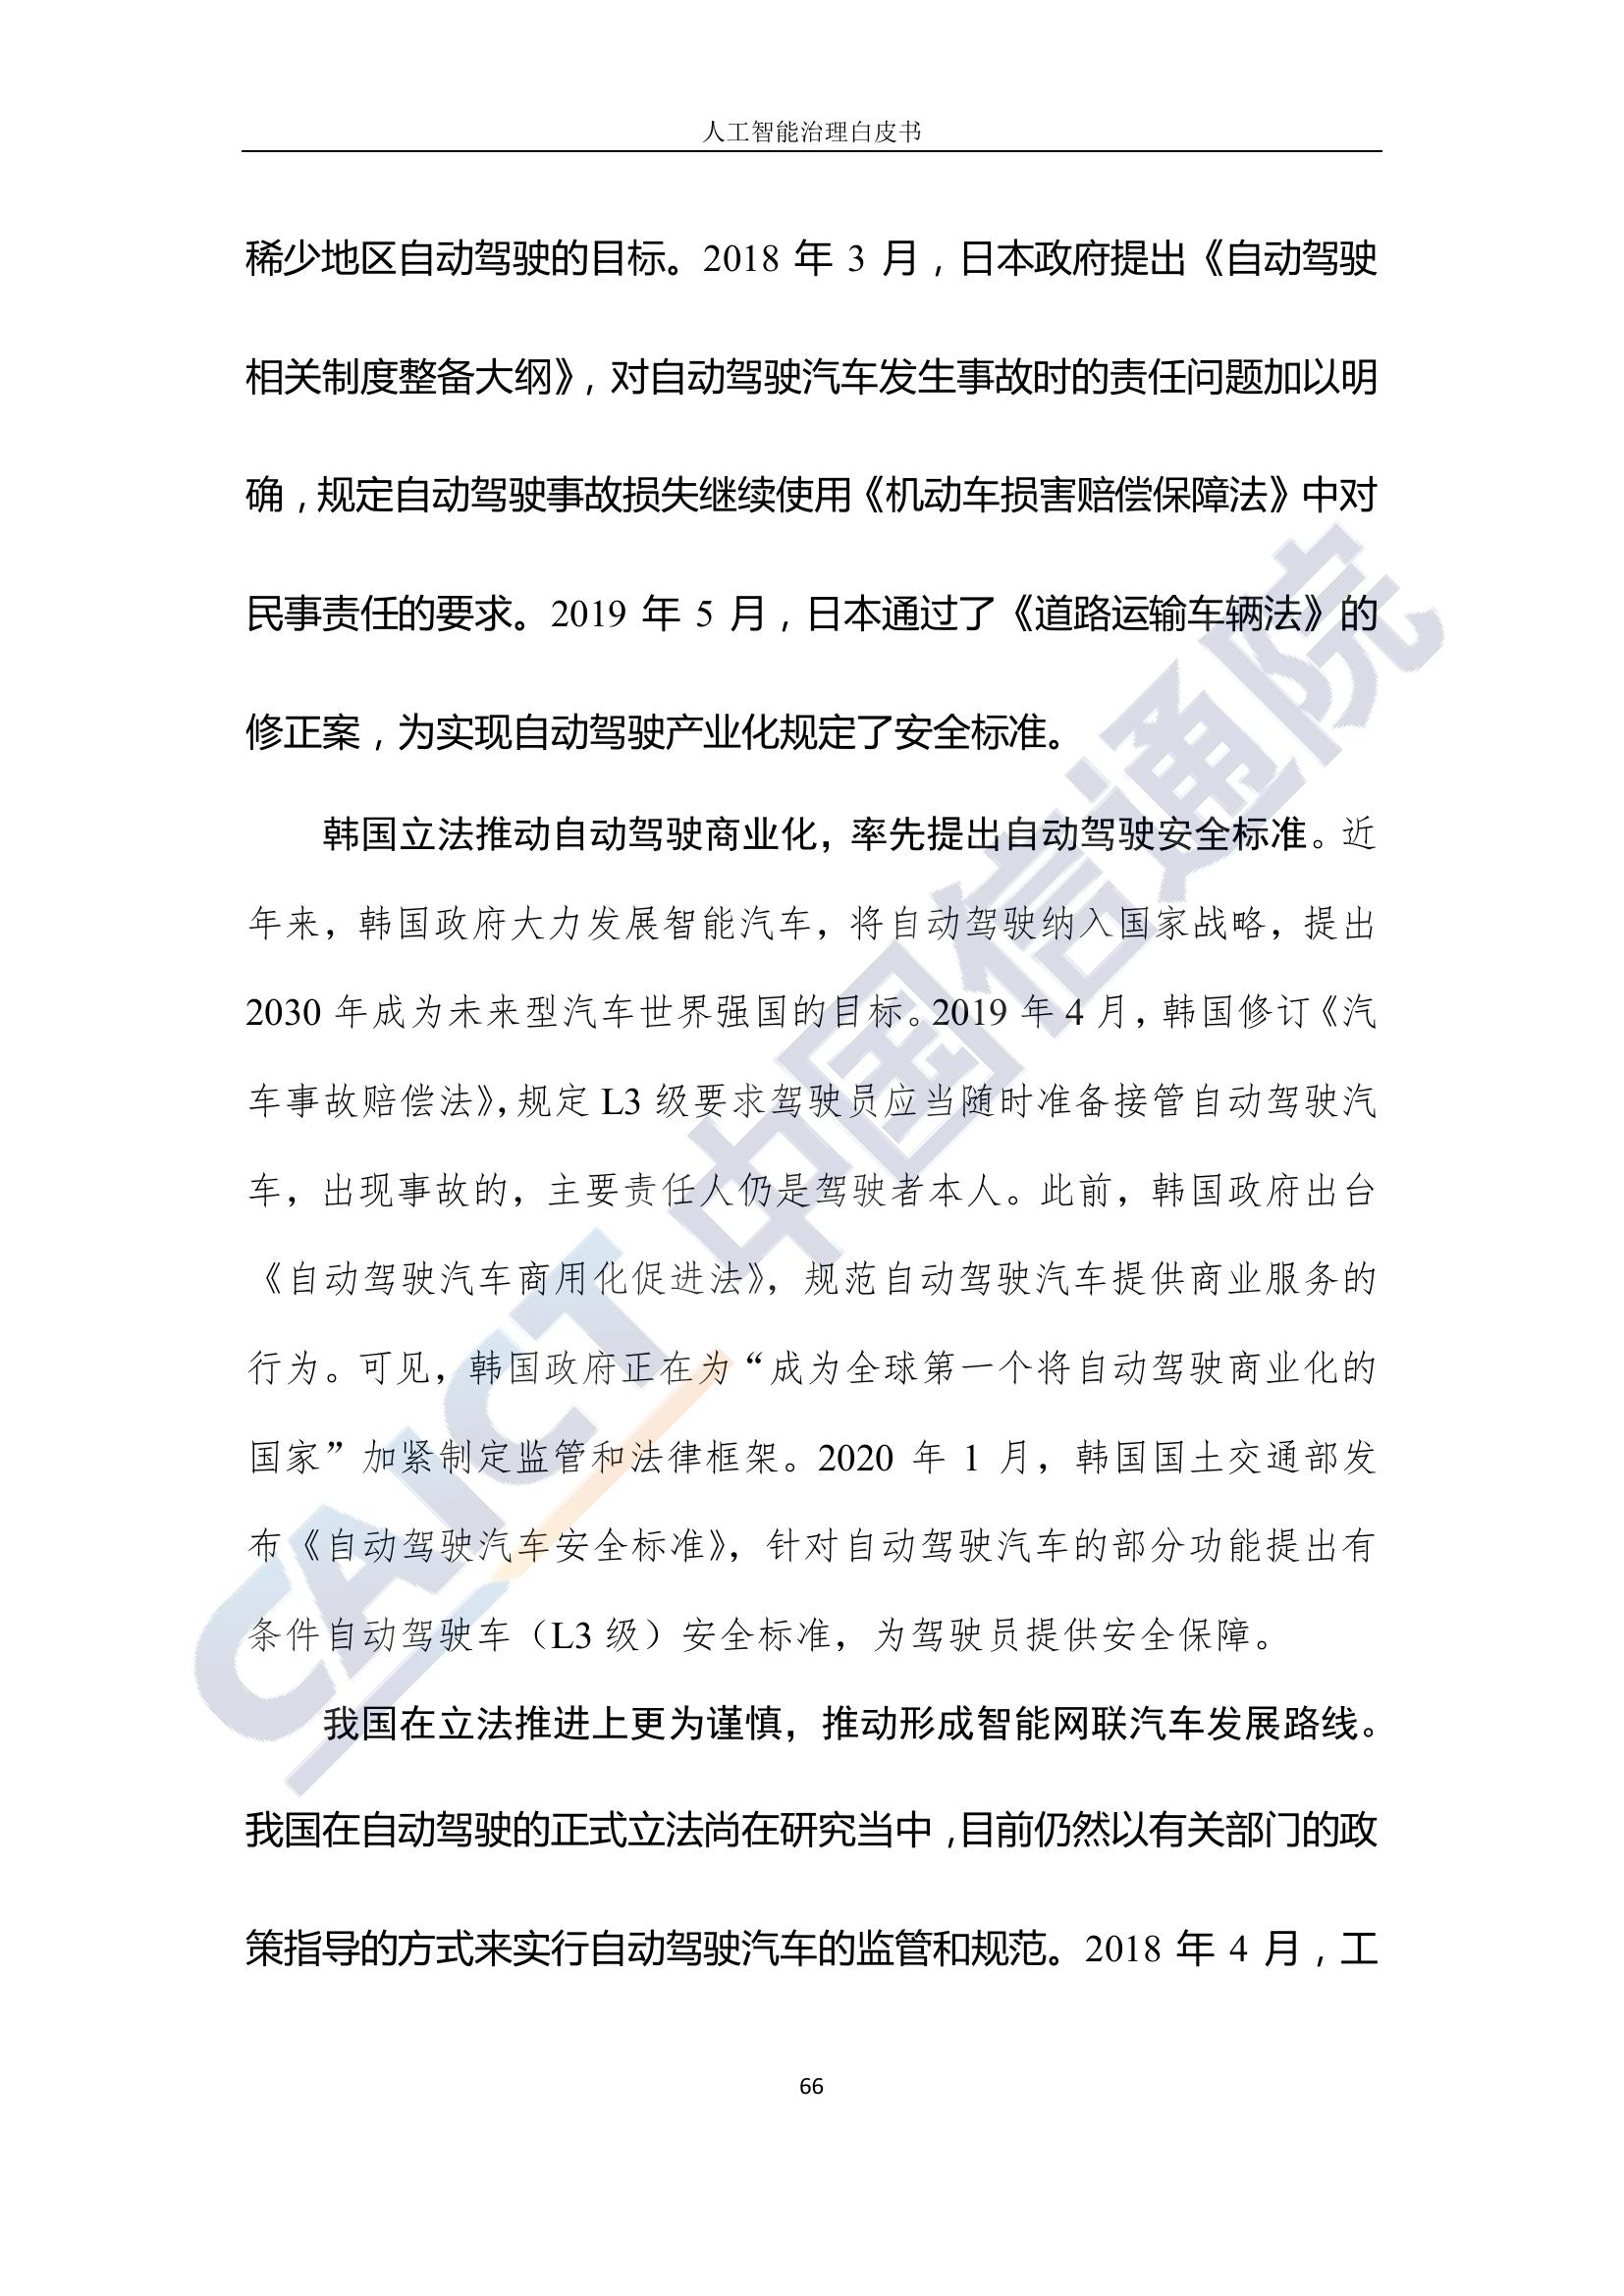 人工智能治理白皮书
稀少地区自动驾驶的目标。2018 年 3 月，日本政府提出《自动驾驶
相关制度整备大纲》，对自动驾驶汽车发生事故时的责任问题加以明
确，规定自动驾驶事故损失继续使用《机动车损害赔偿保障法》中对
民事责任的要求。2019 年 5 月，日本通过了《道路运输车辆法》的
修正案，为实现自动驾驶产业化规定了安全标准。
韩国立法推动自动驾驶商业化，率先提出自动驾驶安全标准。近
年来，韩国政府大力发展智能汽车，将自动驾驶纳入国家战略，提出
2030 年成为未来型汽车世界强国的目标。2019 年 4 月，韩国修订《汽
车事故赔偿法》，规定 L3 级要求驾驶员应当随时准备接管自动驾驶汽
车，出现事故的，主要责任人仍是驾驶者本人。此前，韩国政府出台
《自动驾驶汽车商用化促进法》，规范自动驾驶汽车提供商业服务的
行为。可见，韩国政府正在为“成为全球第一个将自动驾驶商业化的
国家”加紧制定监管和法律框架。2020 年 1 月，韩国国土交通部发
布《自动驾驶汽车安全标准》，针对自动驾驶汽车的部分功能提出有
条件自动驾驶车（L3 级）安全标准，为驾驶员提供安全保障。
我国在立法推进上更为谨慎，推动形成智能网联汽车发展路线。
我国在自动驾驶的正式立法尚在研究当中，目前仍然以有关部门的政
策指导的方式来实行自动驾驶汽车的监管和规范。2018 年 4 月，工
66
CAICT 中国信通院